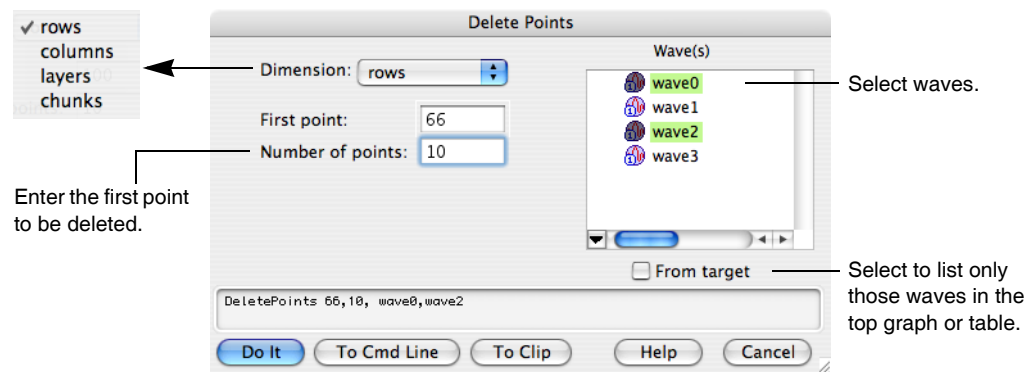 Delete Points
✓ rows
columns
layers
chunks
Dimension: rows
First point: 66
Number of points: 10
Enter the first point
to be deleted.
Wave(s)
wave0
wave1
wave2
wave3
Select waves.
From target
Select to list only
those waves in the
top graph or table.
DeletePoints 66,10, wave0,wave2
Do It
To Cmd Line
To Clip
Help
Cancel